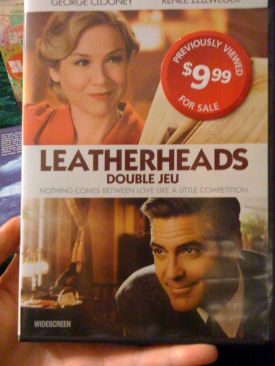 GEORGE CLOONEY RENÉE ZELLWEGER
PREVIOUSLY VIEWED
$9.99
FOR SALE
LEATHERHEADS
DOUBLE JEU
NOTHING COMES BETWEEN LOVE LIKE A LITTLE COMPETITION.
WIDESCREEN